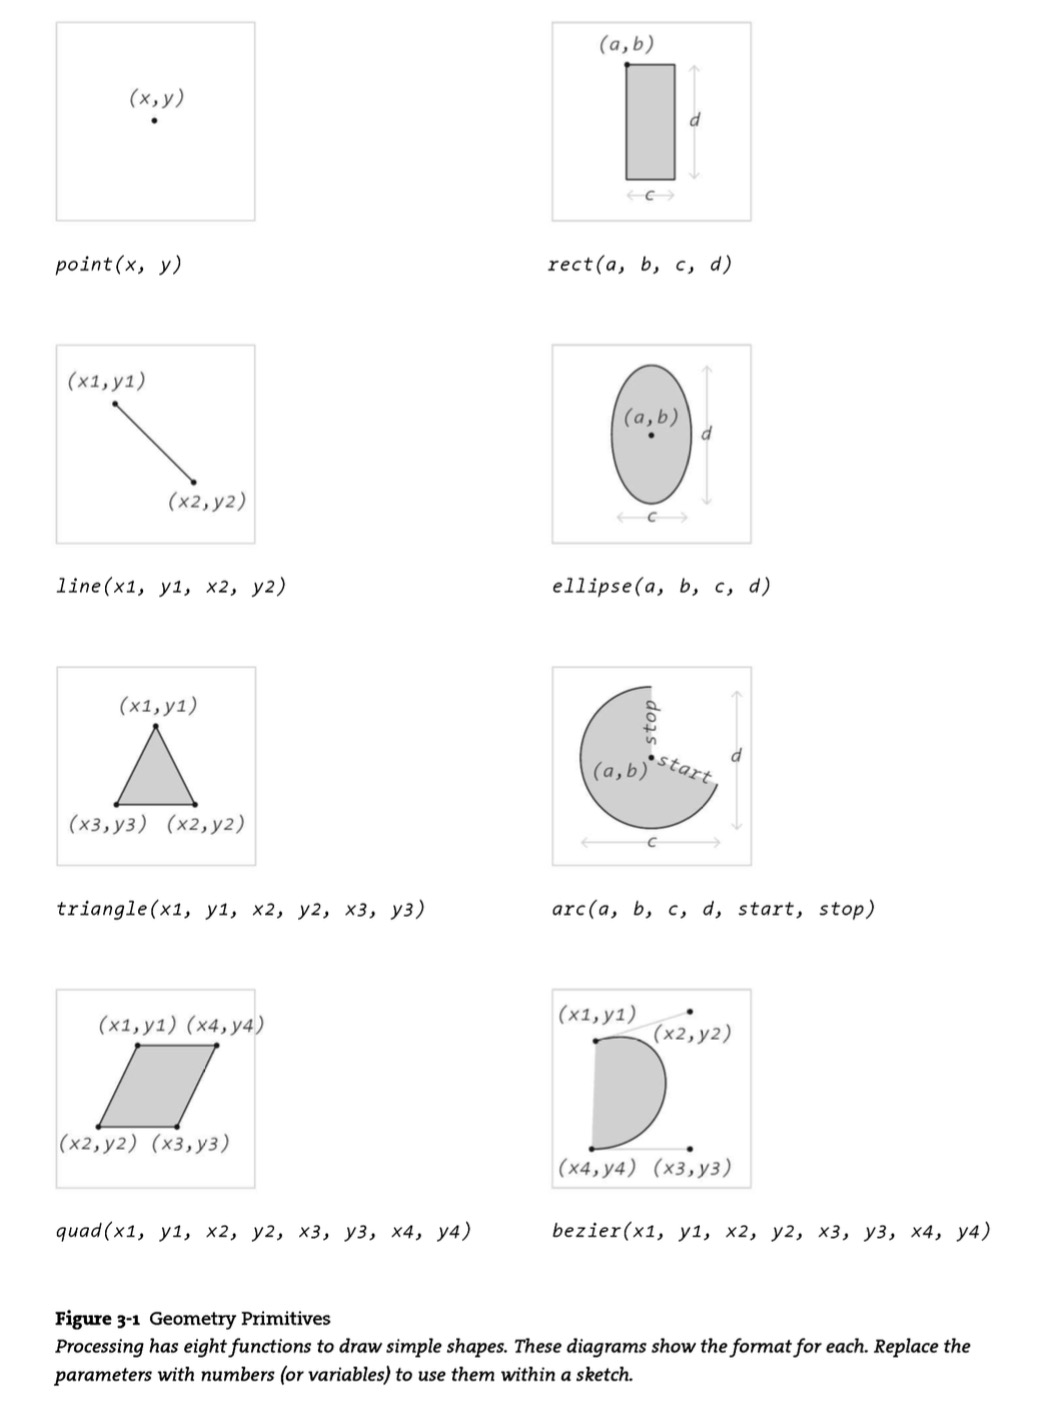 (x,y)
point(x, y)
(a,b)
d
c
rect(a, b, c, d)
(x1,y1)
(x2,y2)
line(x1, y1, x2, y2)
(a,b)
d
c
ellipse(a, b, c, d)
(x1,y1)
(x3,y3) (x2,y2)
triangle(x1, y1, x2, y2, x3, y3)
stop
start
(a,b)
d
c
arc(a, b, c, d, start, stop)
(x1,y1) (x4,y4)
(x2,y2) (x3,y3)
quad(x1, y1, x2, y2, x3, y3, x4, y4)
(x1,y1)
(x2,y2)
(x4,y4) (x3,y3)
bezier(x1, y1, x2, y2, x3, y3, x4, y4)
Figure 3-1 Geometry Primitives
Processing has eight functions to draw simple shapes. These diagrams show the format for each. Replace the
parameters with numbers (or variables) to use them within a sketch.